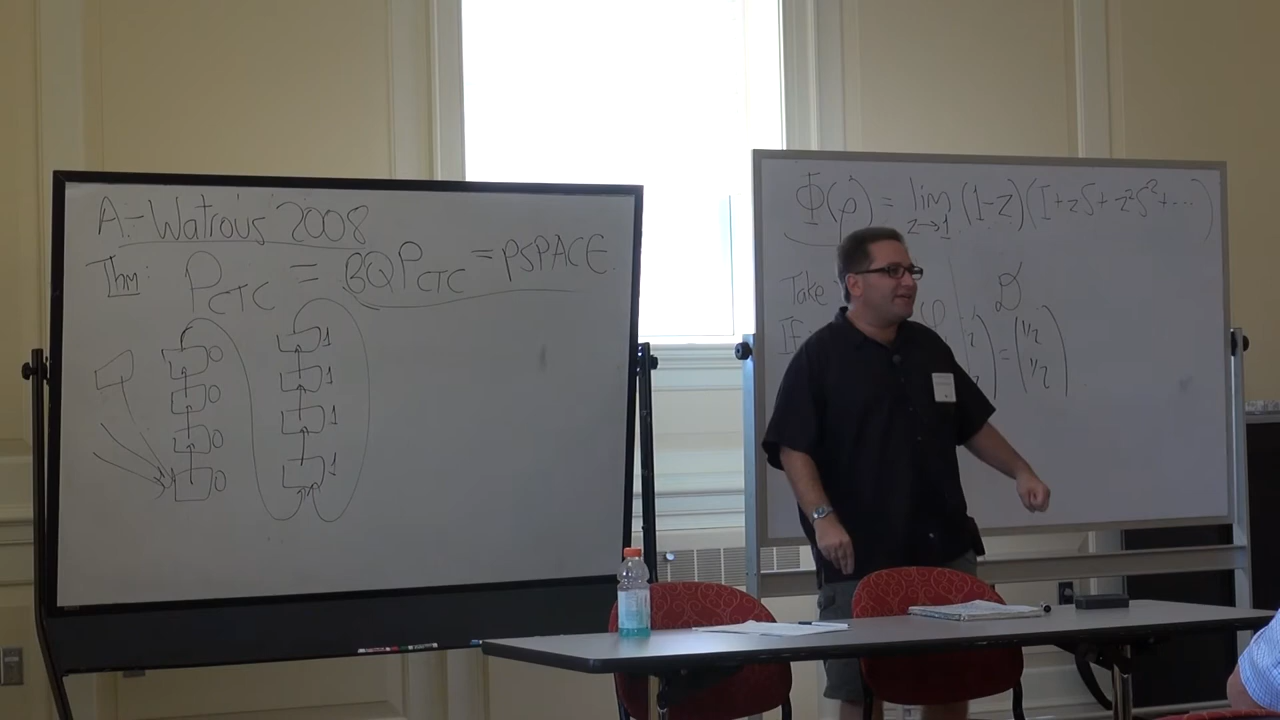 A.-Watrous 2008
Thm: P_CTC = BQP_CTC = PSPACE.
0 1
0 1
0 1
0 1
Φ(ρ) = lim z→1 (1-z)(I+zS+z²S²+...)
Take
D
IF
(1/2 1/2)